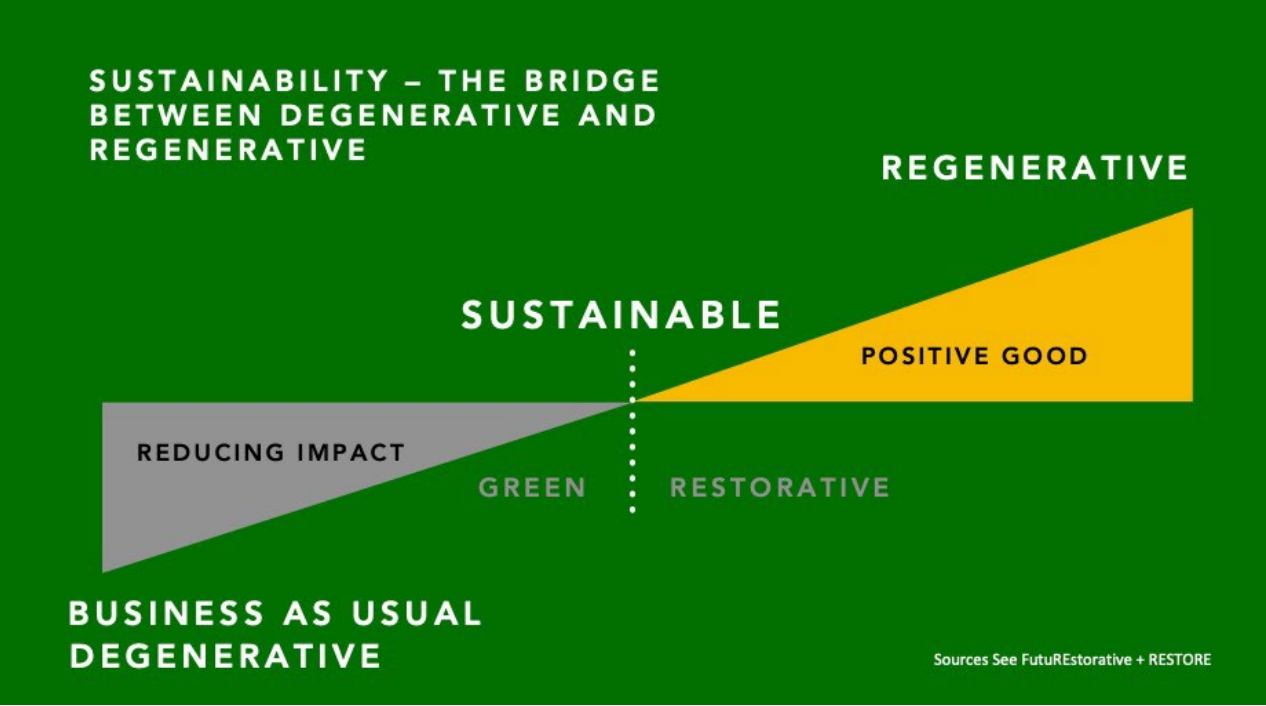 SUSTAINABILITY – THE BRIDGE
BETWEEN DEGENERATIVE AND
REGENERATIVE
REGENERATIVE
SUSTAINABLE
POSITIVE GOOD
REDUCING IMPACT
GREEN
RESTORATIVE
BUSINESS AS USUAL
DEGENERATIVE
Sources See FutuREstorative + RESTORE